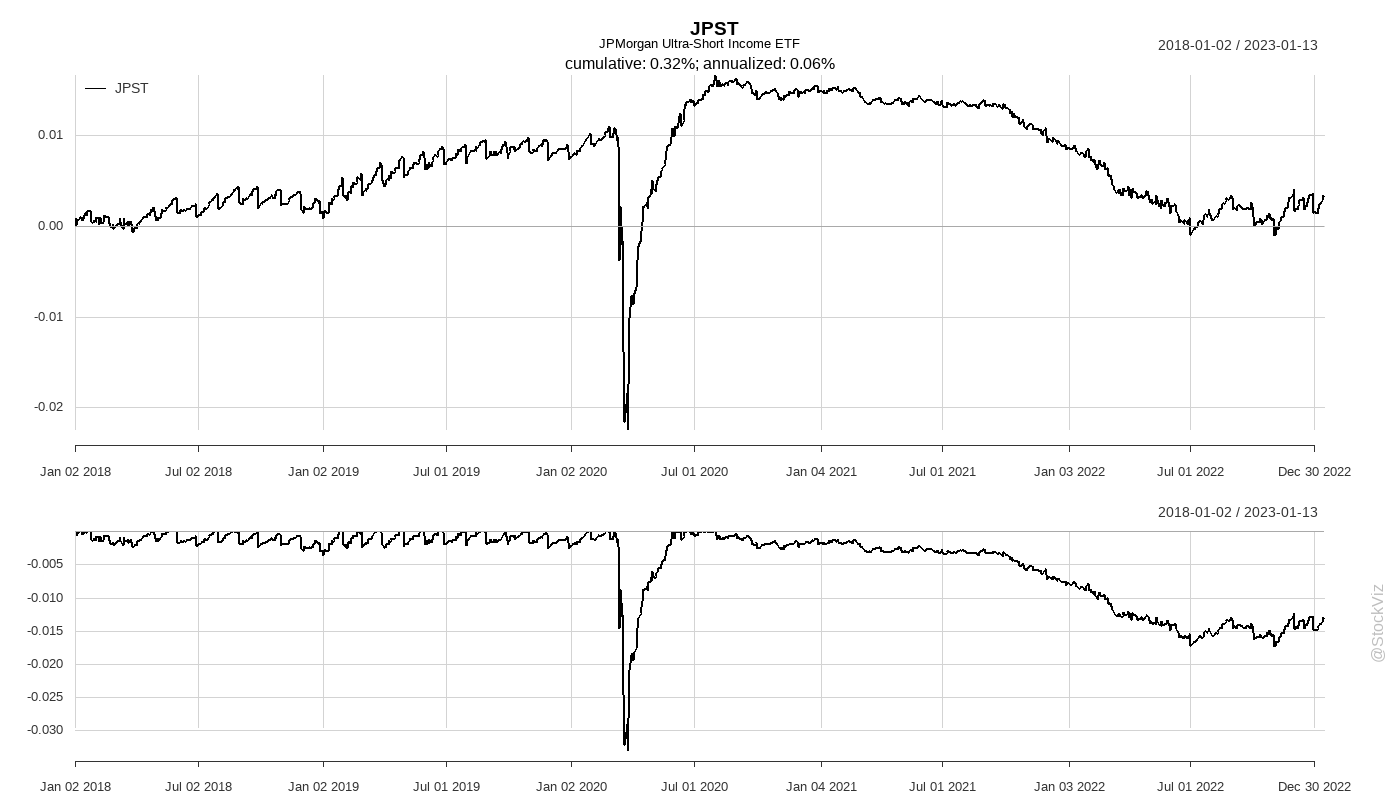 JPST
JPMorgan Ultra-Short Income ETF
2018-01-02 / 2023-01-13
cumulative: 0.32%; annualized: 0.06%
JPST
0.01
0.00
-0.01
-0.02
Jan 02 2018 Jul 02 2018 Jan 02 2019 Jul 01 2019 Jan 02 2020 Jul 01 2020 Jan 04 2021 Jul 01 2021 Jan 03 2022 Jul 01 2022 Dec 30 2022
2018-01-02 / 2023-01-13
-0.005
-0.010
-0.015
-0.020
-0.025
-0.030
Jan 02 2018 Jul 02 2018 Jan 02 2019 Jul 01 2019 Jan 02 2020 Jul 01 2020 Jan 04 2021 Jul 01 2021 Jan 03 2022 Jul 01 2022 Dec 30 2022
@StockViz